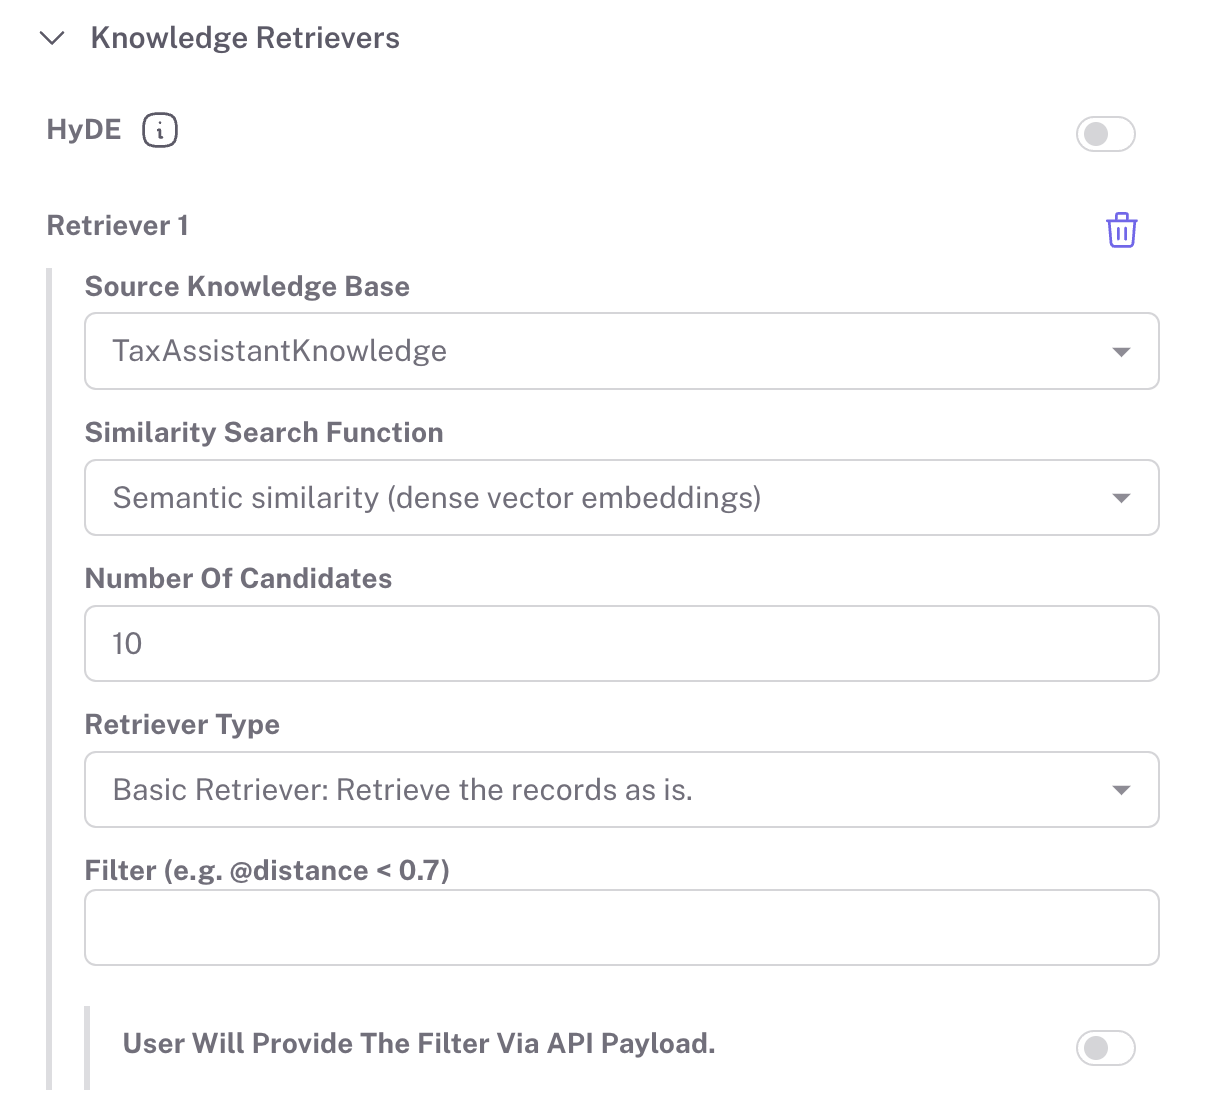 Knowledge Retrievers
HyDE i
Retriever 1
Source Knowledge Base
TaxAssistantKnowledge
Similarity Search Function
Semantic similarity (dense vector embeddings)
Number Of Candidates
10
Retriever Type
Basic Retriever: Retrieve the records as is.
Filter (e.g. @distance < 0.7)
User Will Provide The Filter Via API Payload.